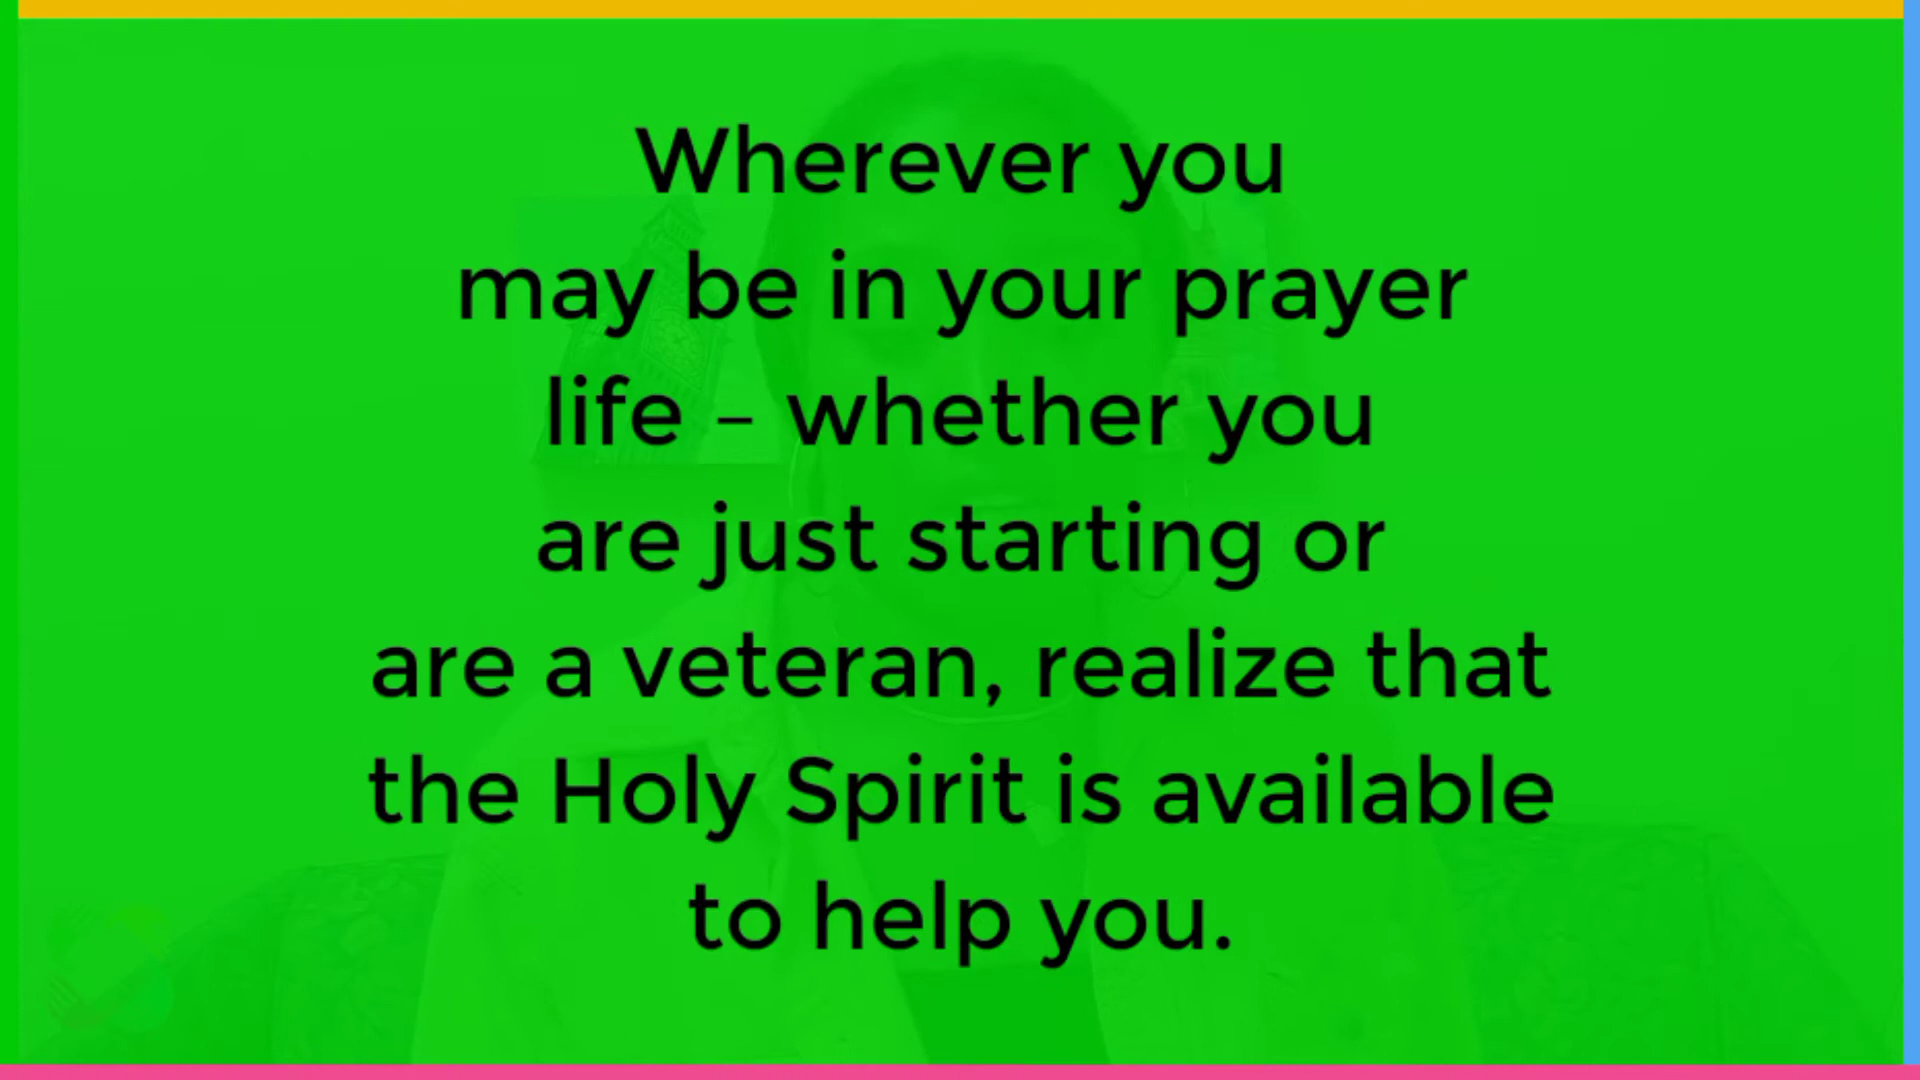 Wherever you
may be in your prayer
life – whether you
are just starting or
are a veteran, realize that
the Holy Spirit is available
to help you.